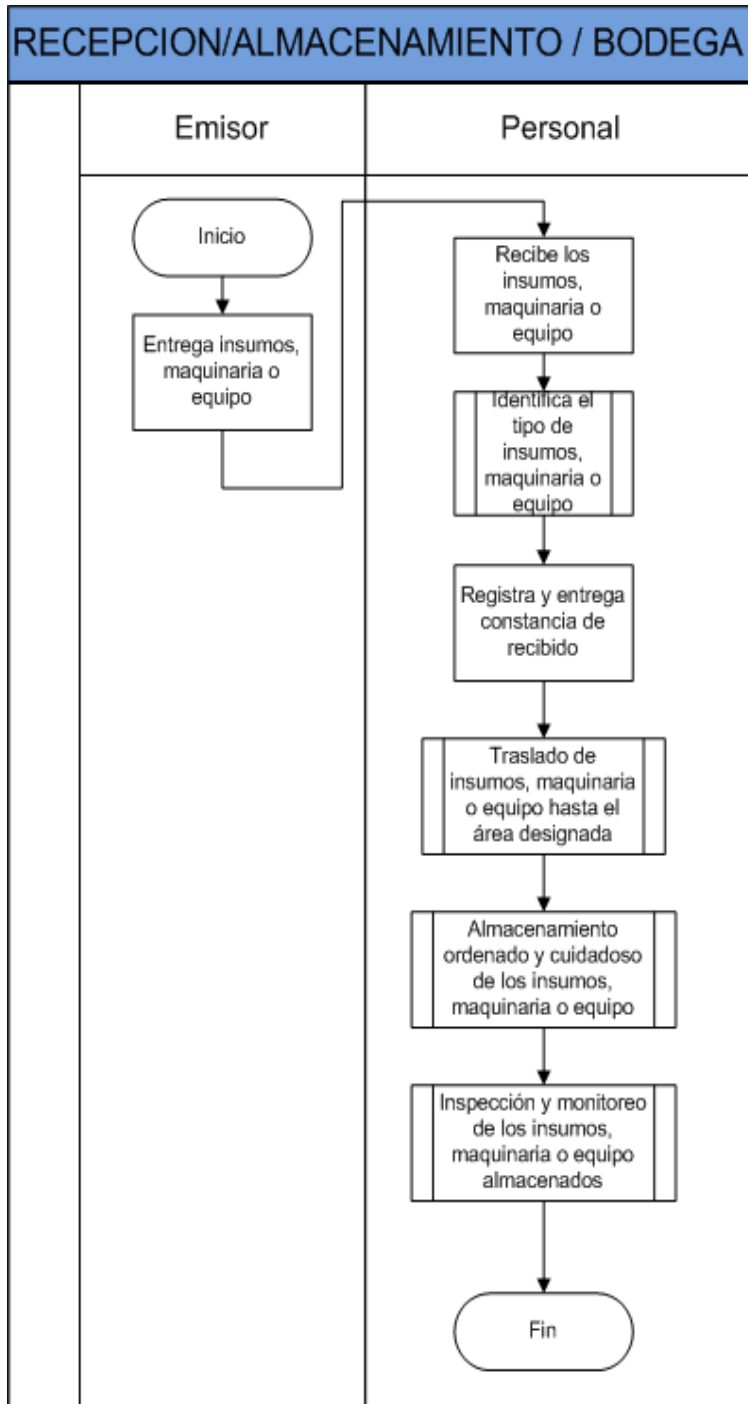 RECEPCION/ALMACENAMIENTO / BODEGA
Emisor
Personal
Inicio
Entrega insumos,
maquinaria o
equipo
Recibe los
insumos,
maquinaria o
equipo
Identifica el
tipo de
insumos,
maquinaria o
equipo
Registra y entrega
constancia de
recibido
Traslado de
insumos, maquinaria
o equipo hasta el
área designada
Almacenamiento
ordenado y cuidadoso
de los insumos,
maquinaria o equipo
Inspección y monitoreo
de los insumos,
maquinaria o equipo
almacenados
Fin